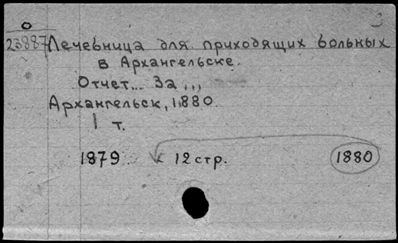 23887 Лечебница для приходящих больных
в Архангельске.
Отчет... За ,,,
Архангельск, 1880.
1 т.
1879 12 стр. 1880